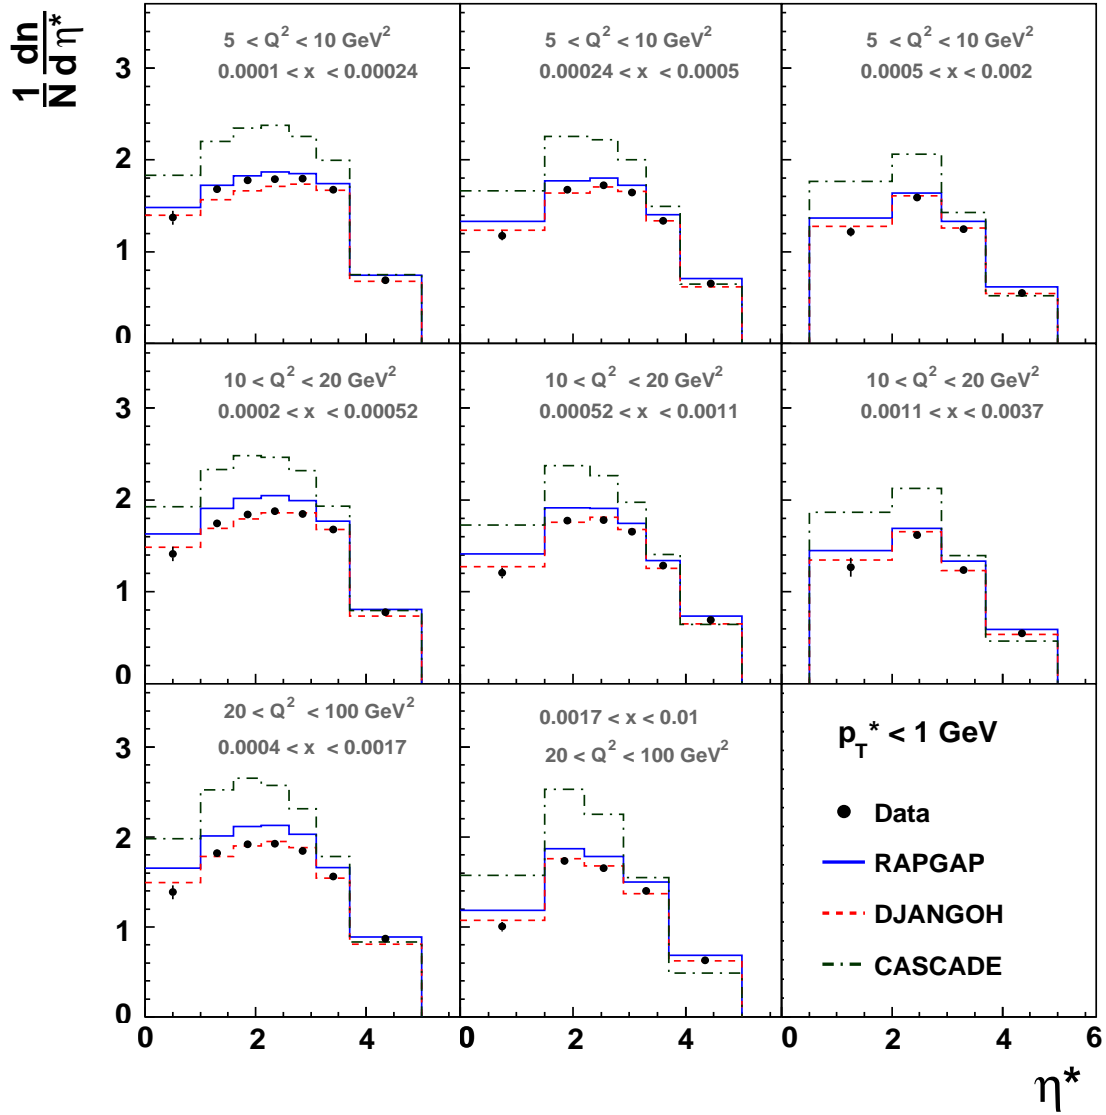 1 dn
N d η*
5 < Q² < 10 GeV²
0.0001 < x < 0.00024
5 < Q² < 10 GeV²
0.00024 < x < 0.0005
5 < Q² < 10 GeV²
0.0005 < x < 0.002
3
2
1
0
10 < Q² < 20 GeV²
0.0002 < x < 0.00052
10 < Q² < 20 GeV²
0.00052 < x < 0.0011
10 < Q² < 20 GeV²
0.0011 < x < 0.0037
3
2
1
0
20 < Q² < 100 GeV²
0.0004 < x < 0.0017
0.0017 < x < 0.01
20 < Q² < 100 GeV²
p_T* < 1 GeV
Data
RAPGAP
DJANGOH
CASCADE
3
2
1
0
0 2 4 0 2 4 0 2 4 6
η*